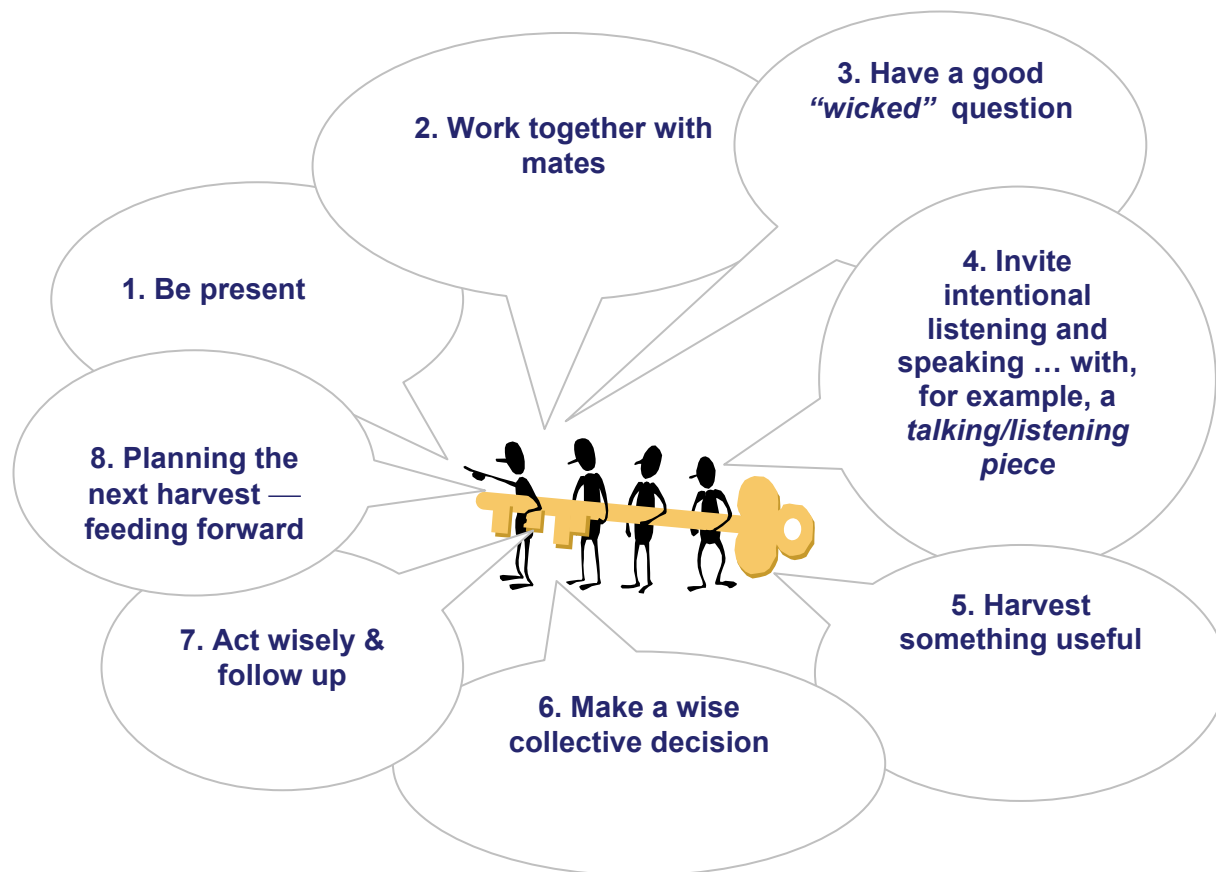 1. Be present
2. Work together with
mates
3. Have a good
“wicked” question
4. Invite
intentional
listening and
speaking … with,
for example, a
talking/listening
piece
5. Harvest
something useful
6. Make a wise
collective decision
7. Act wisely &
follow up
8. Planning the
next harvest —
feeding forward